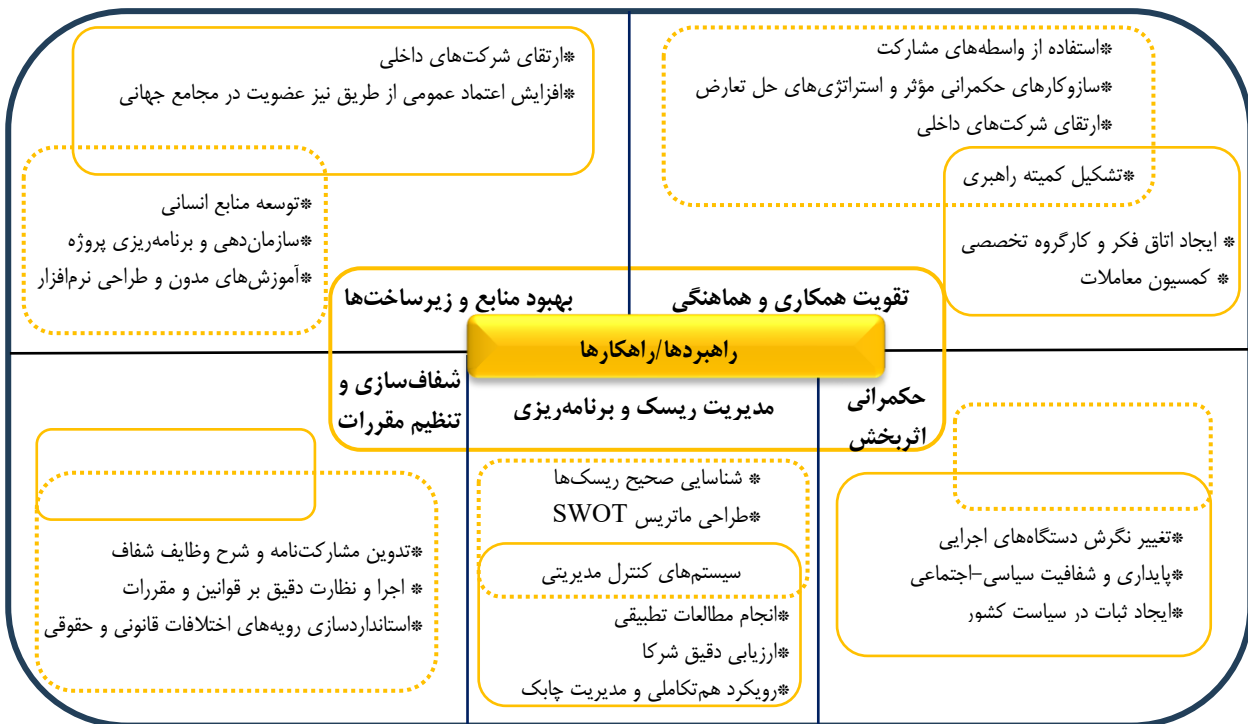 *استفاده از واسطه‌های مشارکت
*سازوکارهای حکمرانی مؤثر و استراتژی‌های حل تعارض
*ارتقای شرکت‌های داخلی
*تشکیل کمیته راهبری
* ایجاد اتاق فکر و کارگروه تخصصی
* کمسیون معاملات
تقویت همکاری و هماهنگی
*ارتقای شرکت‌های داخلی
*افزایش اعتماد عمومی از طریق نیز عضویت در مجامع جهانی
*توسعه منابع انسانی
*سازمان‌دهی و برنامه‌ریزی پروژه
*آموزش‌های مدون و طراحی نرم‌افزار
بهبود منابع و زیرساخت‌ها
راهبردها/راهکارها
حکمرانی
اثربخش
*تغییر نگرش دستگاه‌های اجرایی
*پایداری و شفافیت سیاسی-اجتماعی
*ایجاد ثبات در سیاست کشور
مدیریت ریسک و برنامه‌ریزی
* شناسایی صحیح ریسک‌ها
*طراحی ماتریس SWOT
سیستم‌های کنترل مدیریتی
*انجام مطالعات تطبیقی
*ارزیابی دقیق شرکا
*رویکرد هم‌تکاملی و مدیریت چابک
شفاف‌سازی و
تنظیم مقررات
*تدوین مشارکت‌نامه و شرح وظایف شفاف
* اجرا و نظارت دقیق بر قوانین و مقررات
*استانداردسازی رویه‌های اختلافات قانونی و حقوقی